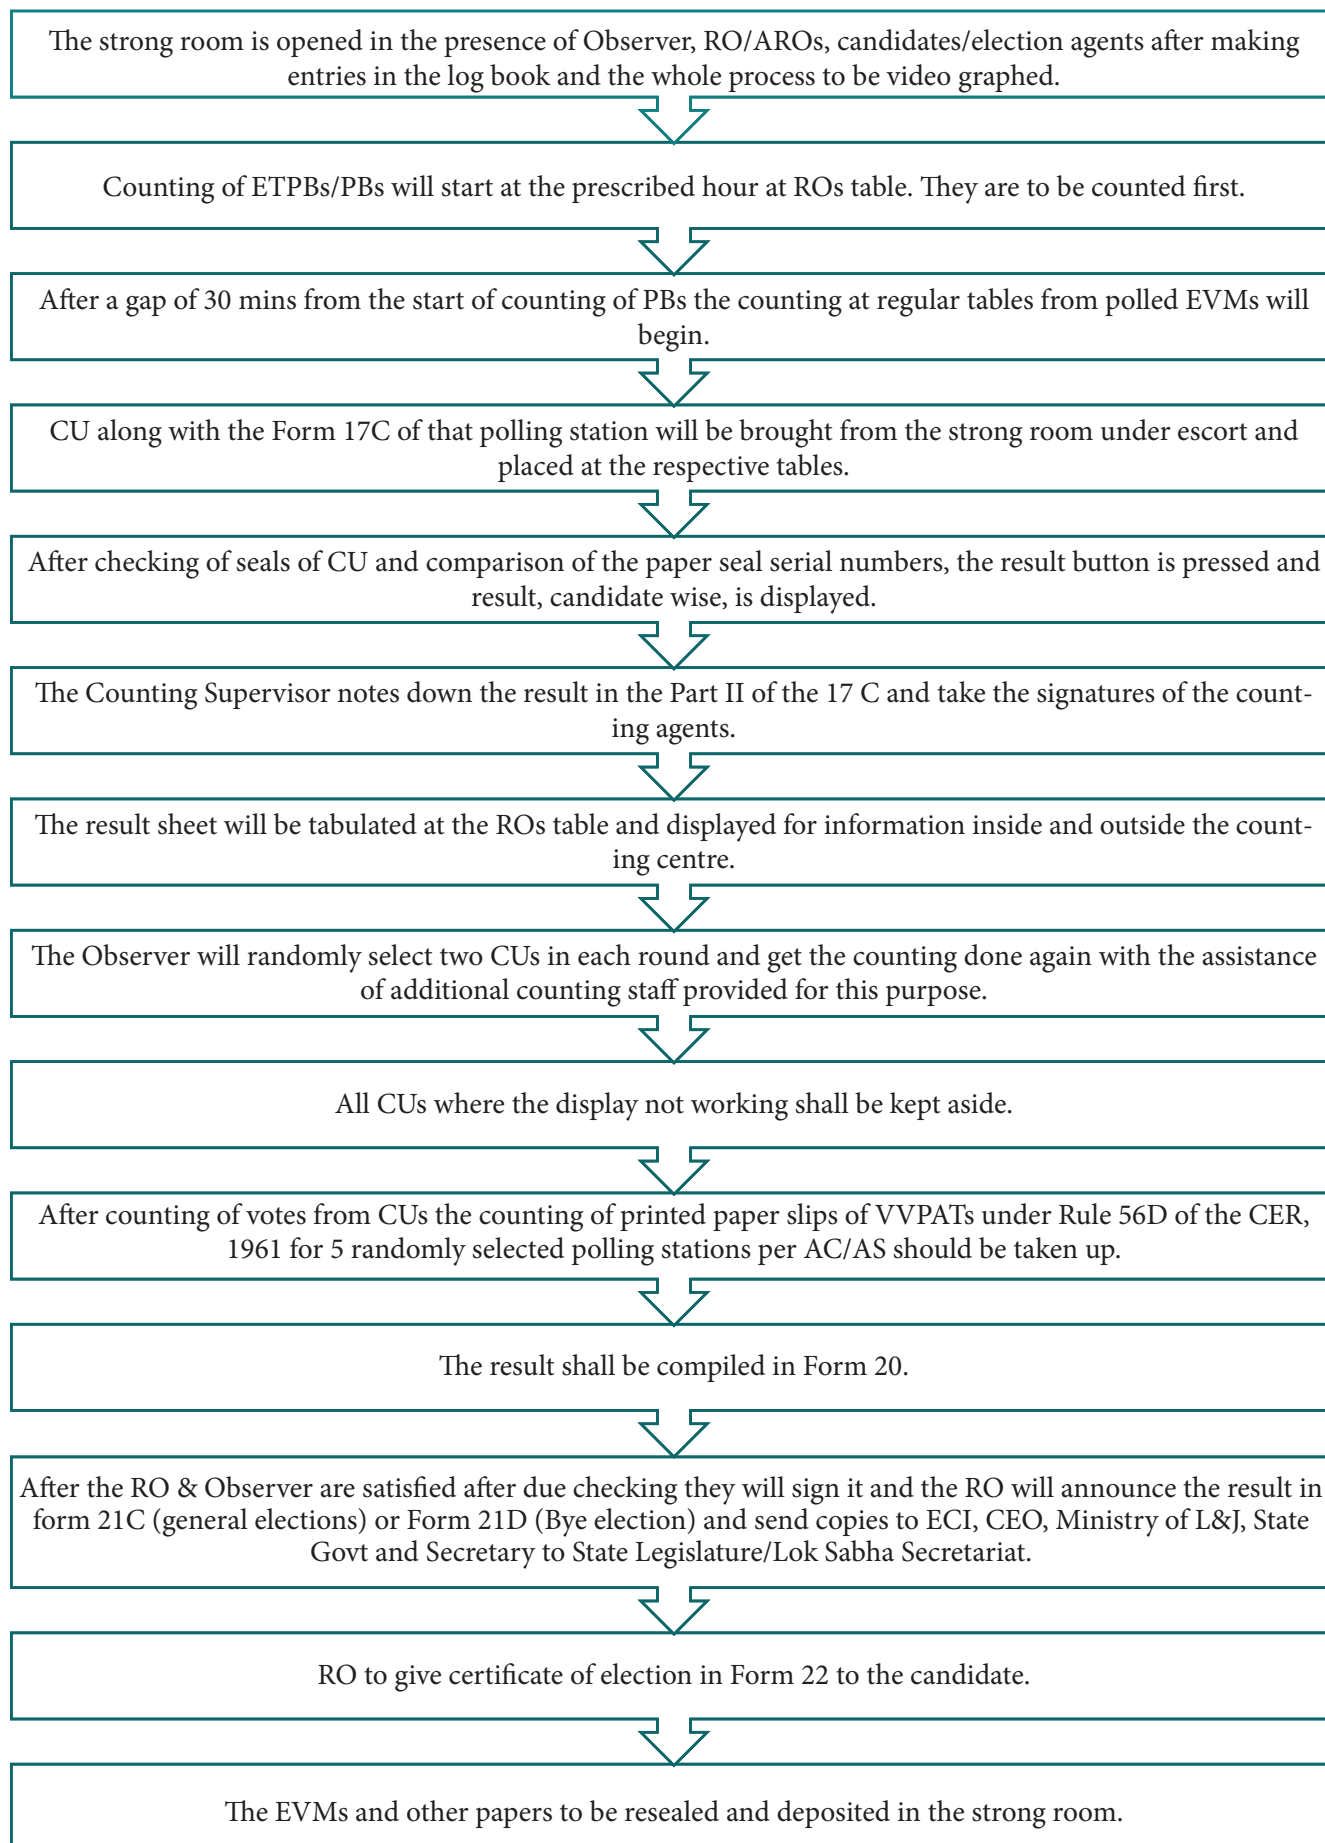 The strong room is opened in the presence of Observer, RO/AROs, candidates/election agents after making
entries in the log book and the whole process to be video graphed.
Counting of ETPBs/PBs will start at the prescribed hour at ROs table. They are to be counted first.
After a gap of 30 mins from the start of counting of PBs the counting at regular tables from polled EVMs will
begin.
CU along with the Form 17C of that polling station will be brought from the strong room under escort and
placed at the respective tables.
After checking of seals of CU and comparison of the paper seal serial numbers, the result button is pressed and
result, candidate wise, is displayed.
The Counting Supervisor notes down the result in the Part II of the 17 C and take the signatures of the count-
ing agents.
The result sheet will be tabulated at the ROs table and displayed for information inside and outside the count-
ing centre.
The Observer will randomly select two CUs in each round and get the counting done again with the assistance
of additional counting staff provided for this purpose.
All CUs where the display not working shall be kept aside.
After counting of votes from CUs the counting of printed paper slips of VVPATs under Rule 56D of the CER,
1961 for 5 randomly selected polling stations per AC/AS should be taken up.
The result shall be compiled in Form 20.
After the RO & Observer are satisfied after due checking they will sign it and the RO will announce the result in
form 21C (general elections) or Form 21D (Bye election) and send copies to ECI, CEO, Ministry of L&J, State
Govt and Secretary to State Legislature/Lok Sabha Secretariat.
RO to give certificate of election in Form 22 to the candidate.
The EVMs and other papers to be resealed and deposited in the strong room.